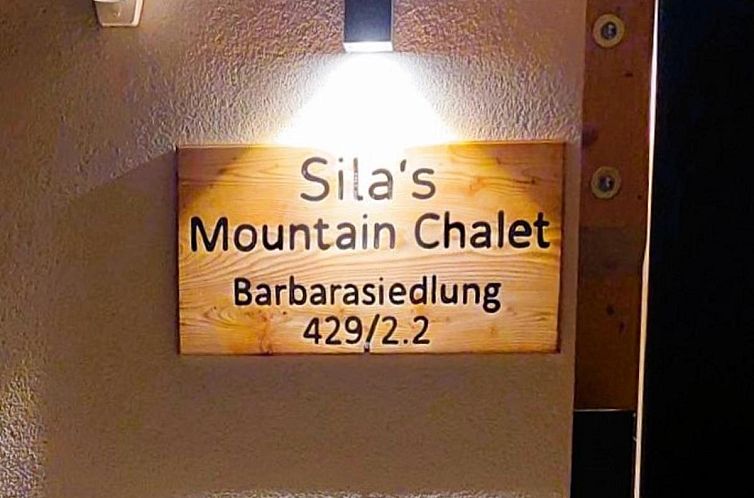 Sila's
Mountain Chalet
Barbarasiedlung
429/2.2